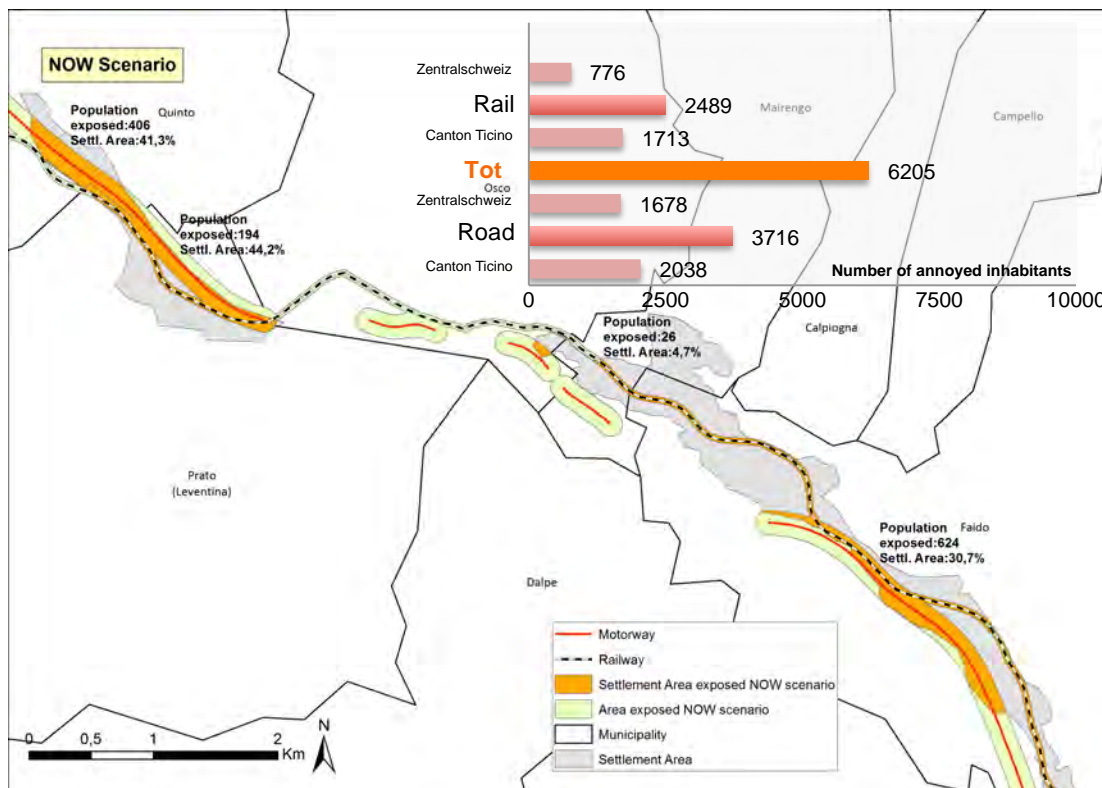 NOW Scenario
Population
exposed:406
Settl. Area:41,3%
Quinto
Population
exposed:194
Settl. Area:44,2%
Zentralschweiz
776
Rail
2489
Canton Ticino
1713
Tot
6205
Osco
Zentralschweiz
1678
Road
3716
Canton Ticino
2038
Number of annoyed inhabitants
0
2500
5000
7500
10000
Mairengo
Campello
Population
exposed:26
Settl. Area:4,7%
Calpiogna
Prato
(Leventina)
Population
exposed:624
Settl. Area:30,7%
Faido
Dalpe
Motorway
Railway
Settlement Area exposed NOW scenario
Area exposed NOW scenario
Municipality
Settlement Area
0 0,5 1 2
Km
N